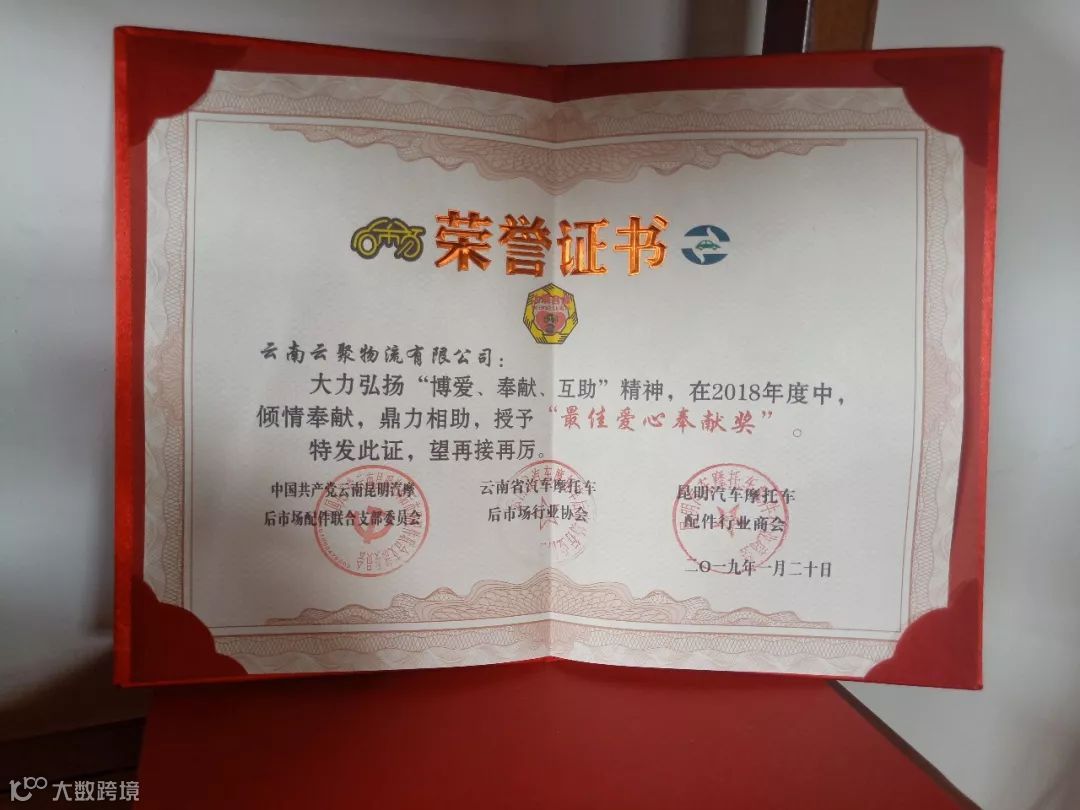 荣誉证书
云南云聚物流有限公司：
大力弘扬“博爱、奉献、互助”精神，在2018年度中，
倾情奉献，鼎力相助，授予“最佳爱心奉献奖”。
特发此证，望再接再厉。
中国共产党云南昆明汽摩
后市场配件联合支部委员会
云南省汽车摩托车
后市场行业协会
昆明汽车摩托车
配件行业商会
二〇一九年一月二十日
大数跨境